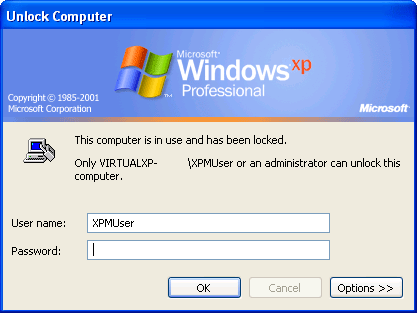 Unlock Computer
Microsoft®
Windows xp
Professional
Copyright © 1985-2001
Microsoft Corporation
Microsoft
This computer is in use and has been locked.
Only VIRTUALXP- \XPMUser or an administrator can unlock this
computer.
User name: XPMUser
Password:
OK Cancel Options >>